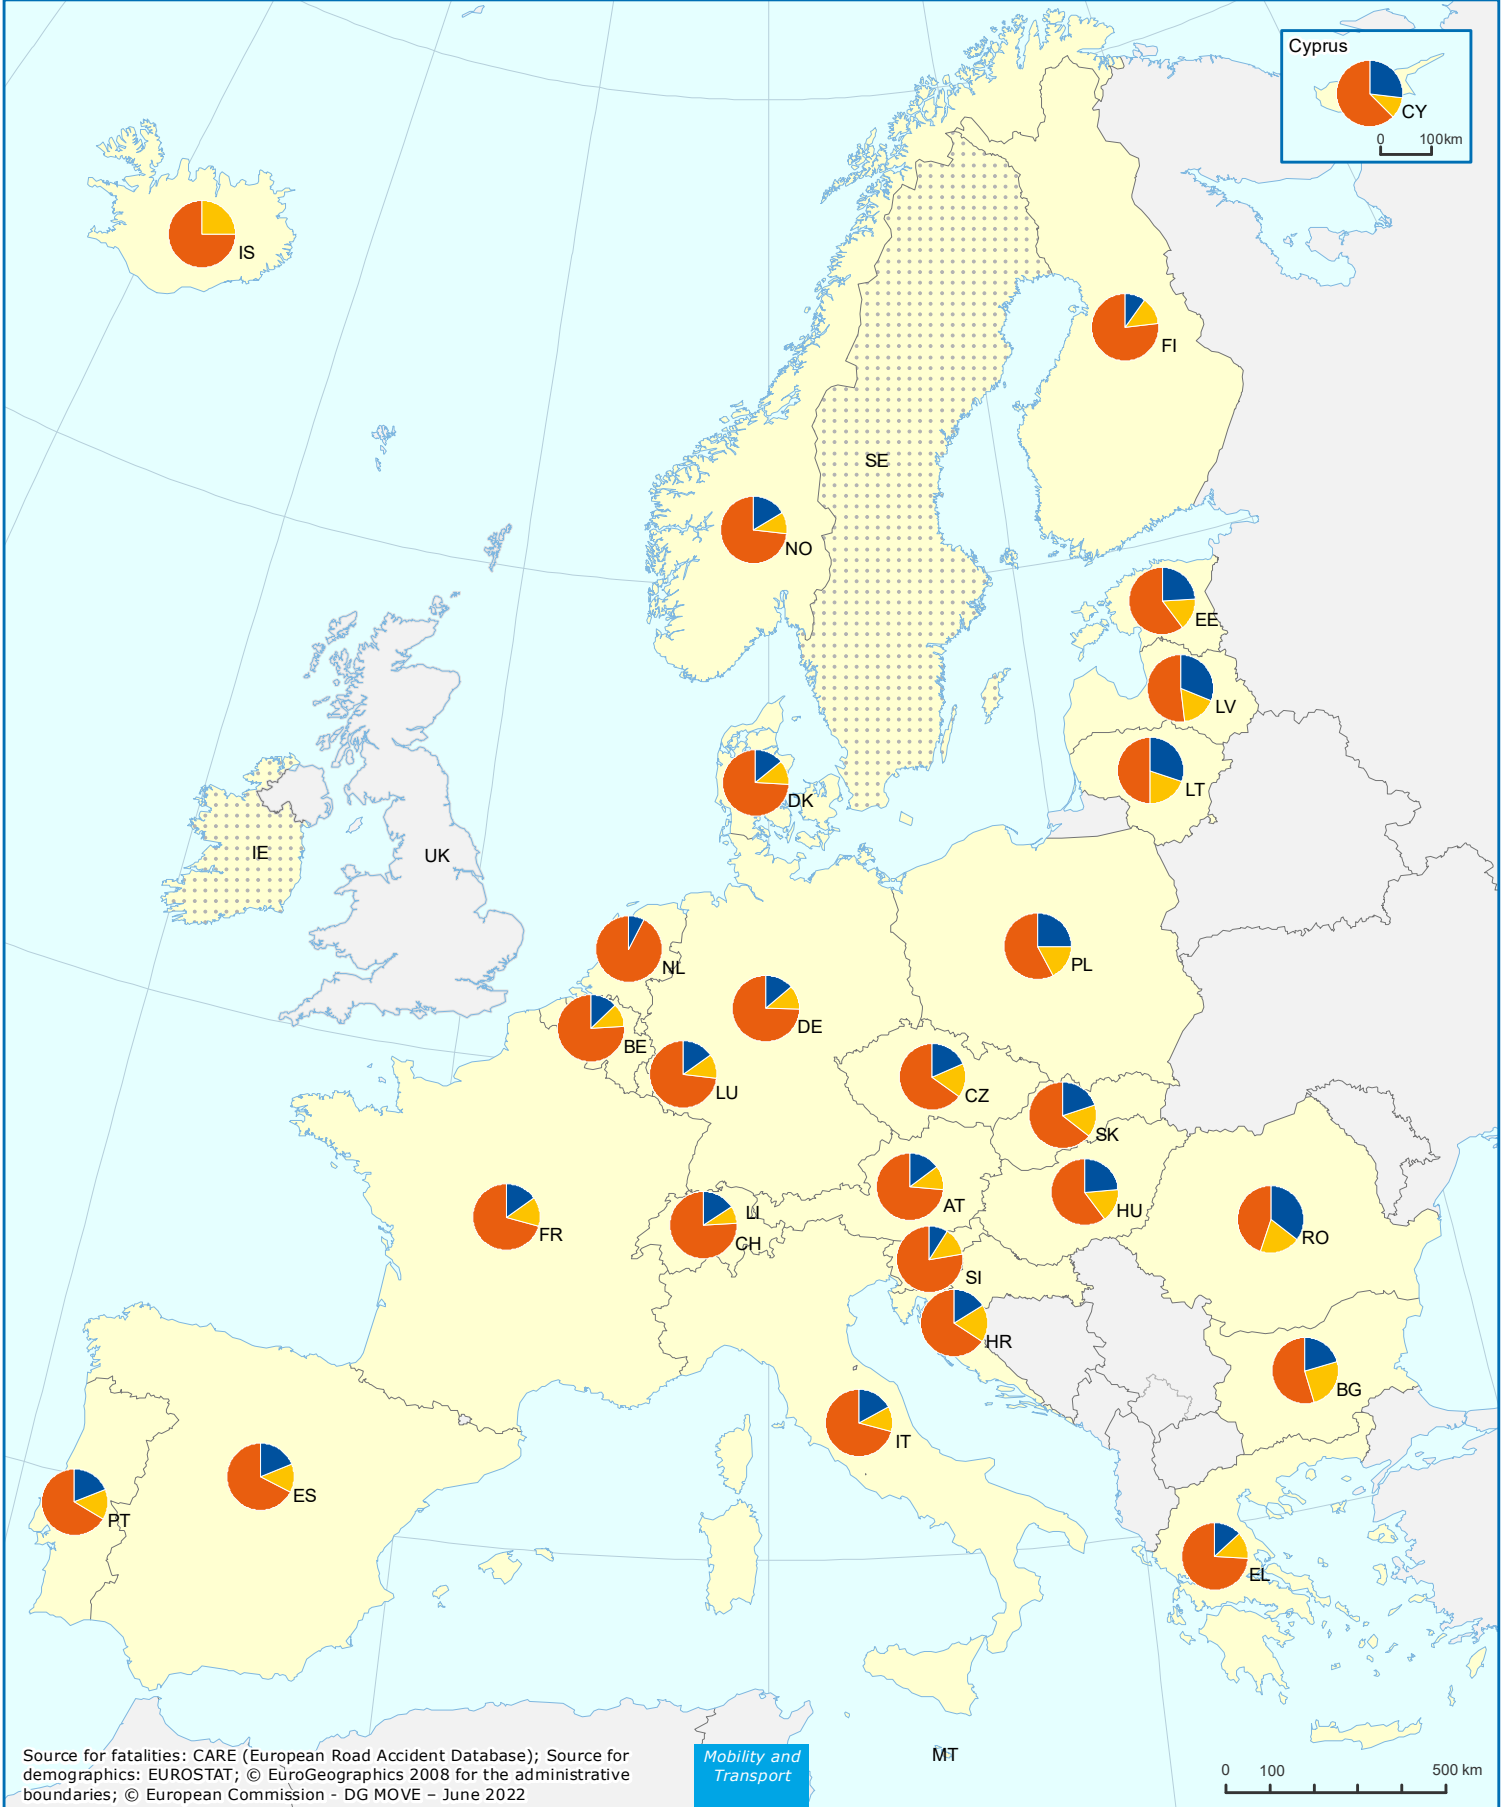 Cyprus
CY
0 100km
IS
FI
SE
NO
EE
LV
LT
DK
IE
UK
NL
PL
DE
BE
LU
CZ
SK
AT
HU
LI
CH
FR
RO
SI
HR
BG
IT
ES
PT
EL
MT
Source for fatalities: CARE (European Road Accident Database); Source for
demographics: EUROSTAT; © EuroGeographics 2008 for the administrative
boundaries; © European Commission - DG MOVE – June 2022
Mobility and
Transport
0 100 500 km